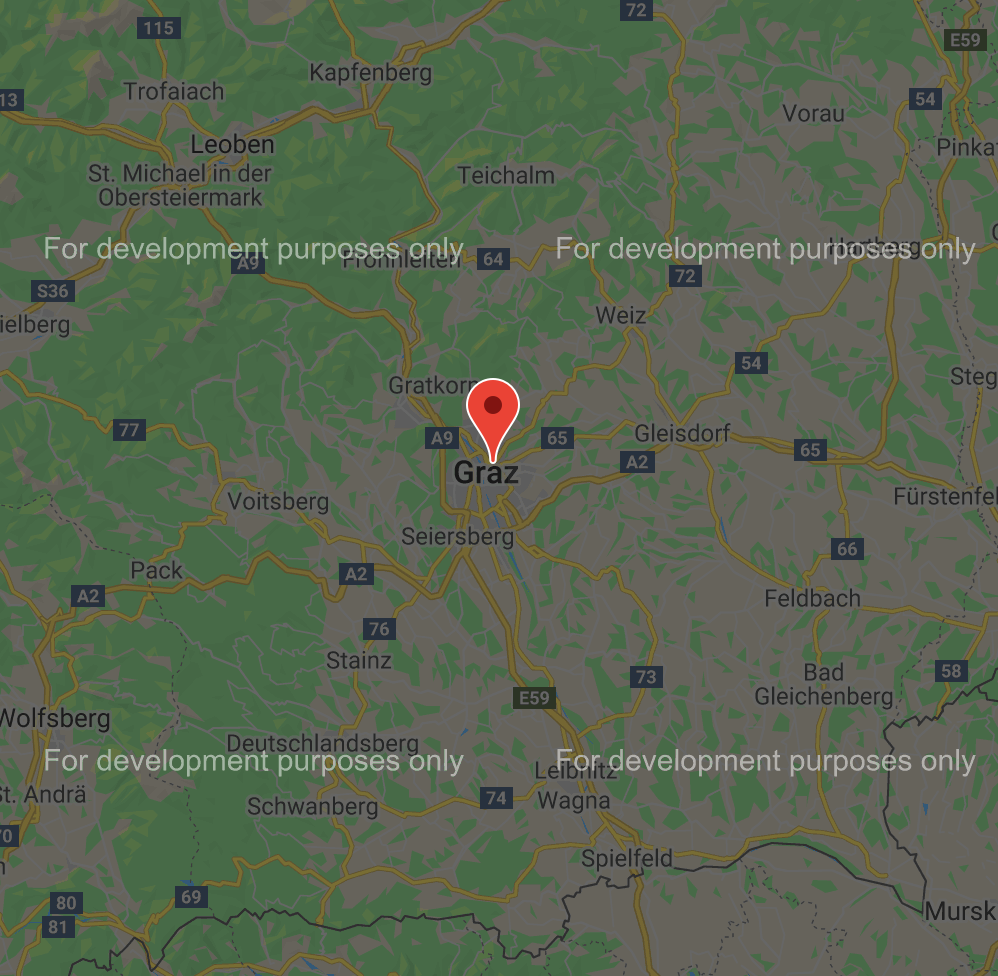 72
115
E59
Kapfenberg
Trofaiach
13
54
Vorau
Leoben
Pinka
St. Michael in der
Obersteiermark
Teichalm
For development purposes only
For development purposes only
Hartberg
Frohnleiten
64
A9
72
S36
Weiz
ielberg
54
Steg
Gratkorn
77
A9
65
Gleisdorf
65
A2
Graz
Voitsberg
Fürstenfel
Seiersberg
66
Pack
A2
A2
Feldbach
76
Stainz
Bad
Gleichenberg
58
73
E59
Wolfsberg
Deutschlandsberg
For development purposes only
For development purposes only
Leibnitz
St. Andrä
Schwanberg
74
Wagna
70
Spielfeld
69
80
Mursk
81